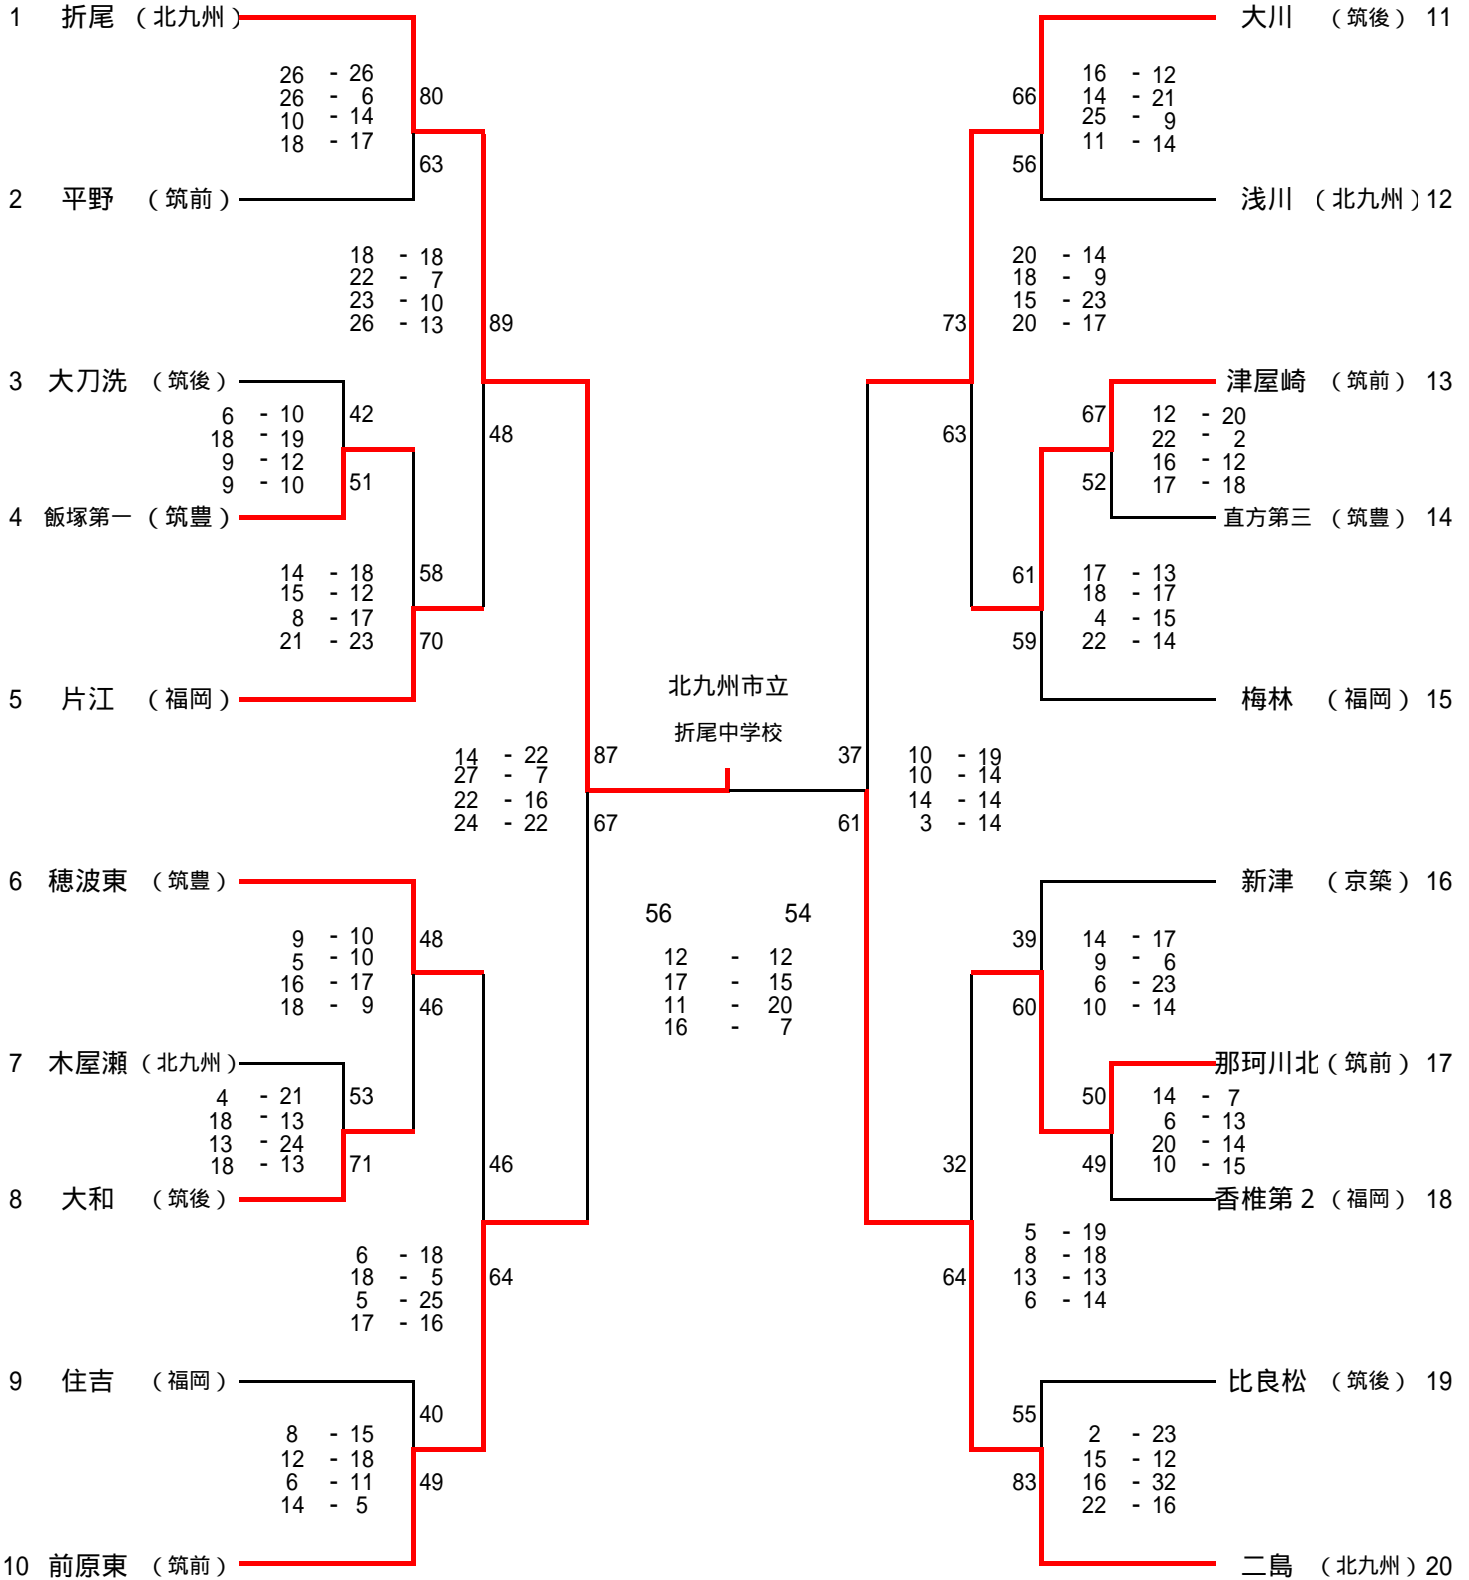 1 折尾 （北九州）
26 - 26
26 - 6
10 - 14
18 - 17
80
63
2 平野 （筑前）
18 - 18
22 - 7
23 - 10
26 - 13
89
48
3 大刀洗 （筑後）
6 - 10
18 - 19
9 - 12
9 - 10
42
51
4 飯塚第一 （筑豊）
14 - 18
15 - 12
8 - 17
21 - 23
58
70
5 片江 （福岡）
14 - 22
27 - 7
22 - 16
24 - 22
87
67
6 穂波東 （筑豊）
9 - 10
5 - 10
16 - 17
18 - 9
48
46
7 木屋瀬 （北九州）
4 - 21
18 - 13
13 - 24
18 - 13
53
71
8 大和 （筑後）
6 - 18
18 - 5
5 - 25
17 - 16
46
64
9 住吉 （福岡）
8 - 15
12 - 18
6 - 11
14 - 5
40
49
10 前原東 （筑前）
北九州市立
折尾中学校
56 54
12 - 12
17 - 15
11 - 20
16 - 7
大川 （筑後） 11
66
56
16 - 12
14 - 21
25 - 9
11 - 14
浅川 （北九州） 12
73
63
20 - 14
18 - 9
15 - 23
20 - 17
津屋崎 （筑前） 13
67
52
12 - 20
22 - 2
16 - 12
17 - 18
直方第三 （筑豊） 14
61
59
17 - 13
18 - 17
4 - 15
22 - 14
梅林 （福岡） 15
37
61
10 - 19
10 - 14
14 - 14
3 - 14
新津 （京築） 16
39
60
14 - 17
9 - 6
6 - 23
10 - 14
那珂川北 （筑前） 17
50
49
14 - 7
6 - 13
20 - 14
10 - 15
香椎第２ （福岡） 18
32
64
5 - 19
8 - 18
13 - 13
6 - 14
比良松 （筑後） 19
55
83
2 - 23
15 - 12
16 - 32
22 - 16
二島 （北九州） 20